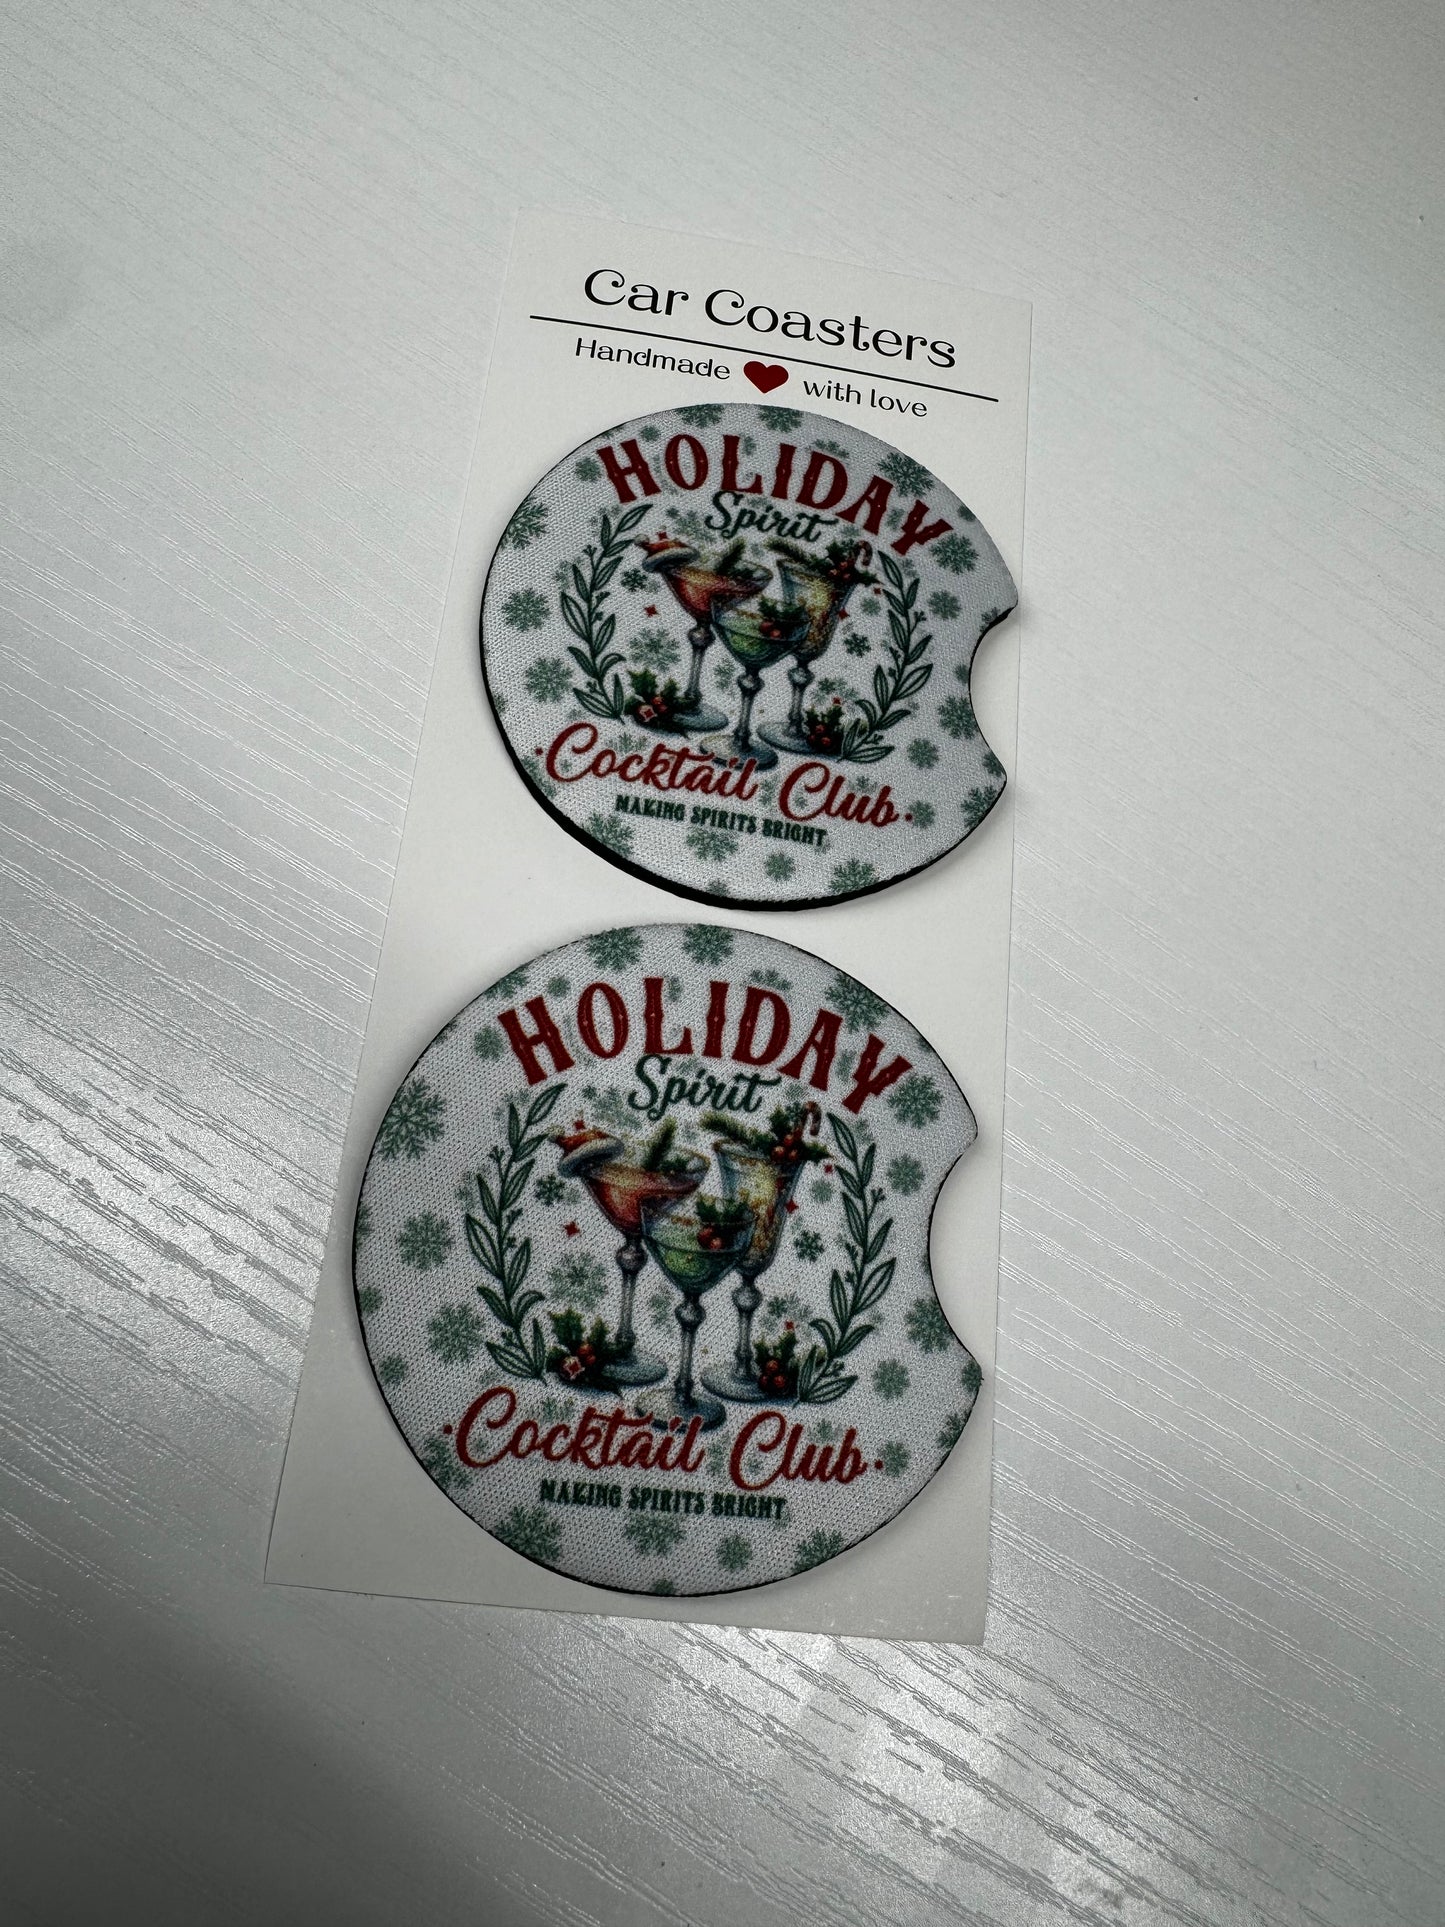 Car Coasters
Handmade with love
HOLIDAY
Spirit
Cocktail Club
MAKING SPIRITS BRIGHT
HOLIDAY
Spirit
Cocktail Club
MAKING SPIRITS BRIGHT